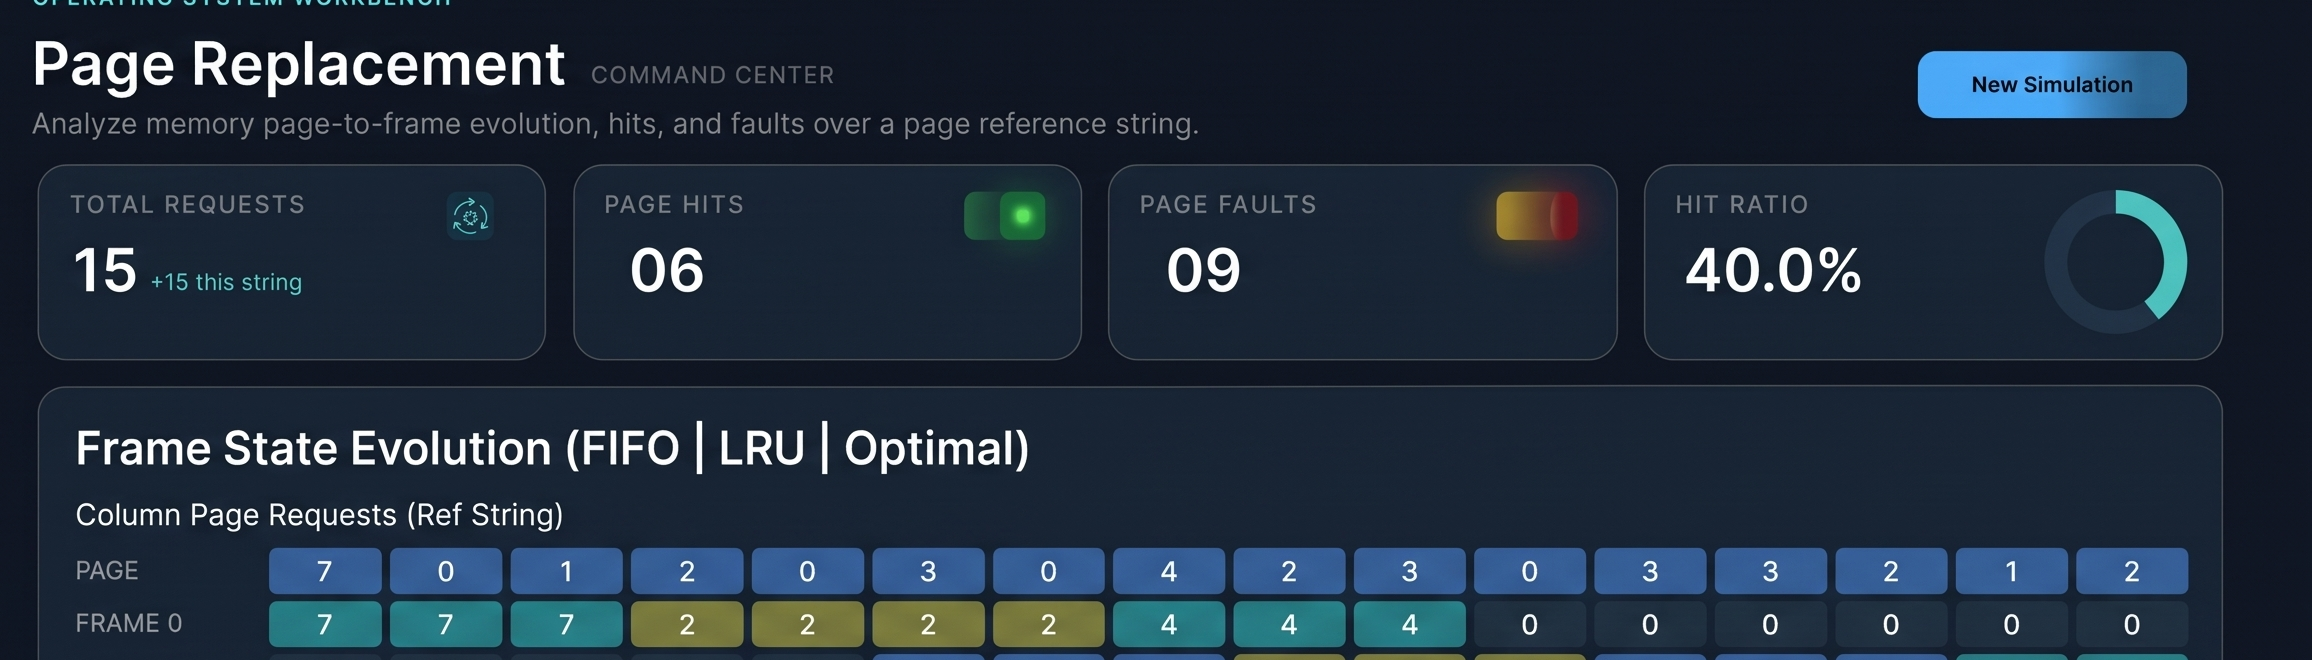 OPERATING SYSTEM WORKBENCH
Page Replacement COMMAND CENTER
New Simulation
Analyze memory page-to-frame evolution, hits, and faults over a page reference string.
TOTAL REQUESTS
15 +15 this string
PAGE HITS
06
PAGE FAULTS
09
HIT RATIO
40.0%
Frame State Evolution (FIFO | LRU | Optimal)
Column Page Requests (Ref String)
PAGE 7 0 1 2 0 3 0 4 2 3 0 3 3 2 1 2
FRAME 0 7 7 7 2 2 2 2 4 4 4 0 0 0 0 0 0